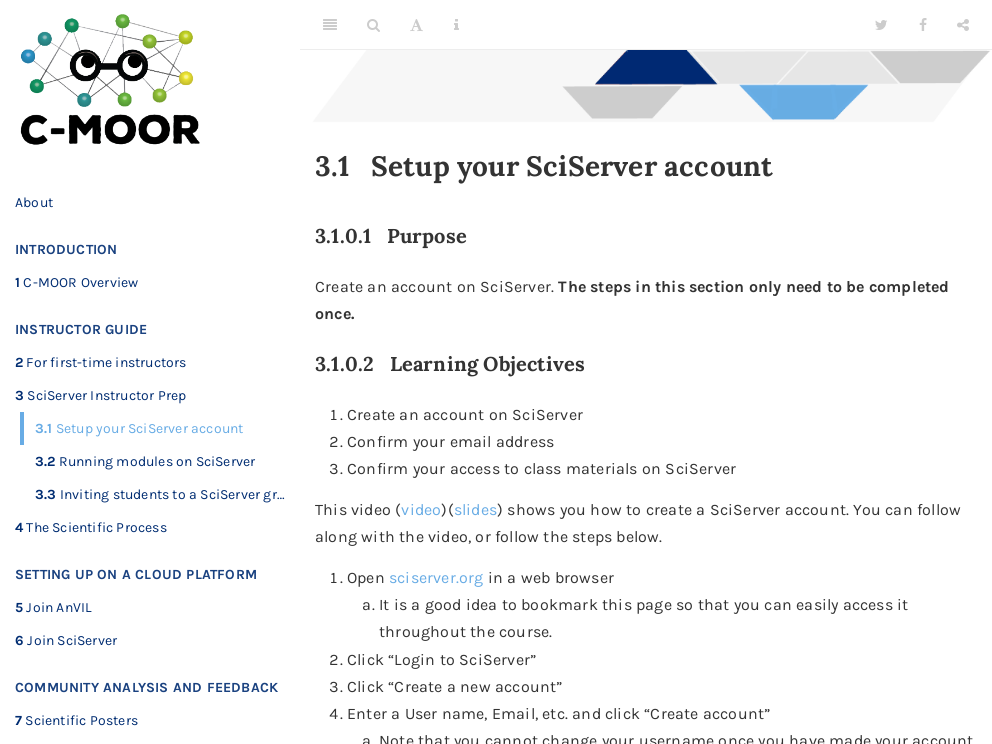 C-MOOR
About
INTRODUCTION
1 C-MOOR Overview
INSTRUCTOR GUIDE
2 For first-time instructors
3 SciServer Instructor Prep
3.1 Setup your SciServer account
3.2 Running modules on SciServer
3.3 Inviting students to a SciServer gr...
4 The Scientific Process
SETTING UP ON A CLOUD PLATFORM
5 Join AnVIL
6 Join SciServer
COMMUNITY ANALYSIS AND FEEDBACK
7 Scientific Posters
3.1 Setup your SciServer account
3.1.0.1 Purpose
Create an account on SciServer. The steps in this section only need to be completed
once.
3.1.0.2 Learning Objectives
1. Create an account on SciServer
2. Confirm your email address
3. Confirm your access to class materials on SciServer
This video (video)(slides) shows you how to create a SciServer account. You can follow
along with the video, or follow the steps below.
1. Open sciserver.org in a web browser
a. It is a good idea to bookmark this page so that you can easily access it
throughout the course.
2. Click “Login to SciServer”
3. Click “Create a new account”
4. Enter a User name, Email, etc. and click “Create account”
a. Note that you cannot change your username once you have made your account